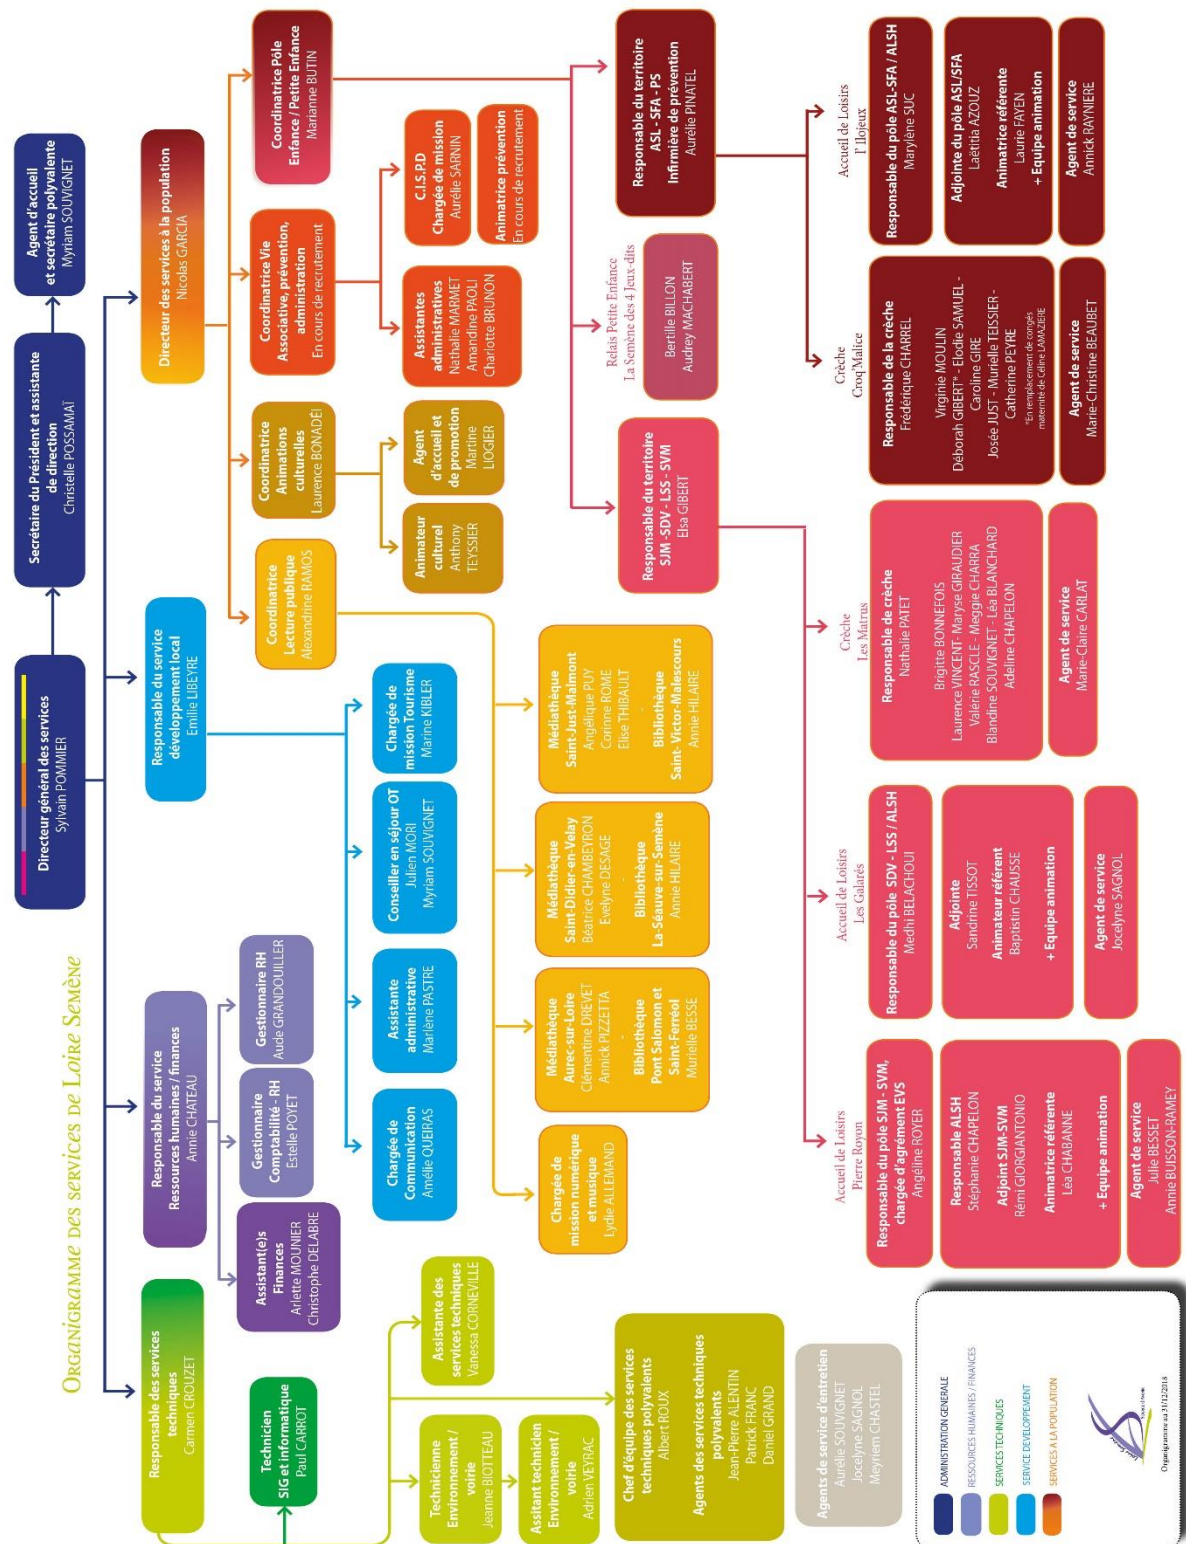 ORGANIGRAMME DES SERVICES DE LOIRE SEMÈNE
Directeur général des services
Sylvain POMMIER
Secrétaire du Président et assistante
de direction
Christelle POSSAMAÏ
Agent d'accueil
et secrétaire polyvalente
Myriam SOUVIGNET
Responsable des services
techniques
Carmen CROUZET
Responsable du service
Ressources humaines / finances
Annie CHATEAU
Responsable du service
développement local
Emilie LIBEYRE
Directeur des services à la population
Nicolas GARCIA
Technicien
SIG et informatique
Paul CARROT
Assistante des
services techniques
Vanessa CORNEVILLE
Technicienne
Environement /
voirie
Jeanne BIOTTEAU
Assitant technicien
Environement /
voirie
Adrien VEYRAC
Chef d'équipe des services
techniques polyvalents
Albert ROUX
Agents des services techniques
polyvalents
Jean-Pierre ALENTIN
Patrick FRANC
Daniel GRAND
Agents de service d'entretien
Aurélie SOUVIGNET
Jocelyne SAGNOL
Meyriem CHASTEL
Assistant(e)s
Finances
Arlette MOUNIER
Christophe DELABRE
Gestionnaire
Comptabilité - RH
Estelle POYET
Gestionnaire RH
Aude GRANDOUILLER
Chargée de
Communication
Amélie QUEIRAS
Assistante
administrative
Marlène PASTRE
Conseiller en séjour OT
Julien MORI
Myriam SOUVIGNET
Chargée de
mission Tourisme
Marine KIBLER
Coordinatrice
Lecture publique
Alexandrine RAMOS
Coordinatrice
Animations
culturelles
Laurence BONADÉI
Coordinatrice Vie
Associative, prévention,
administration
En cours de recrutement
Coordinatrice Pôle
Enfance / Petite Enfance
Marianne BUTIN
Animateur
culturel
Anthony
TEYSSIER
Agent
d'accueil et
de promotion
Martine
LIOGIER
Assistantes
administratives
Nathalie MARMET
Amandine PAOLI
Charlotte BRUNON
C.I.S.P.D
Chargée de mission
Aurélie SARNIN
Animatrice prévention
En cours de recrutement
Chargée de
mission numérique
et musique
Lydie ALLEMAND
Médiathèque
Aurec-sur-Loire
Clémentine DREVET
Annick PIZZETTA
-
Bibliothèque
Pont Salomon et
Saint-Ferréol
Murielle BESSE
Médiathèque
Saint-Didier-en-Velay
Béatrice CHAMBEYRON
Evelyne DESAGE
-
Bibliothèque
La-Séauve-sur-Semène
Annie HILAIRE
Médiathèque
Saint-Just-Malmont
Angélique PUY
Corinne ROME
Elise THIBAULT
-
Bibliothèque
Saint- Victor-Malescours
Annie HILAIRE
Responsable du territoire
SJM -SDV - LSS - SVM
Elsa GIBERT
Relais Petite Enfance
La Semène des 4 Jeux-dits
Bertille BILLON
Audrey MACHABERT
Responsable du territoire
ASL - SFA - PS
Infirmière de prévention
Aurélie PINATEL
Accueil de Loisirs
Pierre Royon
Responsable du pôle SJM - SVM,
chargée d'agrément EVS
Angéline ROYER
Responsable ALSH
Stéphanie CHAPELON
Adjoint SJM-SVM
Rémi GIORGIANTONIO
Animatrice référente
Léa CHABANNE
+ Equipe animation
Agent de service
Julie BESSET
Annie BUISSON-RAMEY
Accueil de Loisirs
Les Galarés
Responsable du pôle SDV - LSS / ALSH
Medhi BELACHOUI
Adjointe
Sandrine TISSOT
Animateur référent
Baptistin CHAUSSE
+ Equipe animation
Agent de service
Jocelyne SAGNOL
Crèche
Les Matrus
Responsable de crèche
Nathalie PATET
Brigitte BONNEFOIS
Laurence VINCENT- Maryse GIRAUDIER
Valérie RASCLE - Meggie CHARRA
Blandine SOUVIGNET - Léa BLANCHARD
Adeline CHAPELON
Agent de service
Marie-Claire CARLAT
Crèche
Croq'Malice
Responsable de la crèche
Frédérique CHARREL
Virginie MOULIN
Déborah GIBERT* - Elodie SAMUEL -
Caroline GIRE
Josée JUST - Murielle TEISSIER -
Catherine PEYRE
*En remplacement de congés
maternité de Céline LAMAZIERE
Agent de service
Marie-Christine BEAUBET
Accueil de Loisirs
l' Ilojeux
Responsable du pôle ASL-SFA / ALSH
Marylène SUC
Adjointe du pôle ASL/SFA
Laëtitia AZOUZ
Animatrice référente
Laurie FAYEN
+ Equipe animation
Agent de service
Annick RAYNIERE
ADMINISTRATION GENERALE
RESSOURCES HUMAINES / FINANCES
SERVICES TECHNIQUES
SERVICE DEVELOPPEMENT
SERVICES A LA POPULATION
Organigramme au 31/12/2018